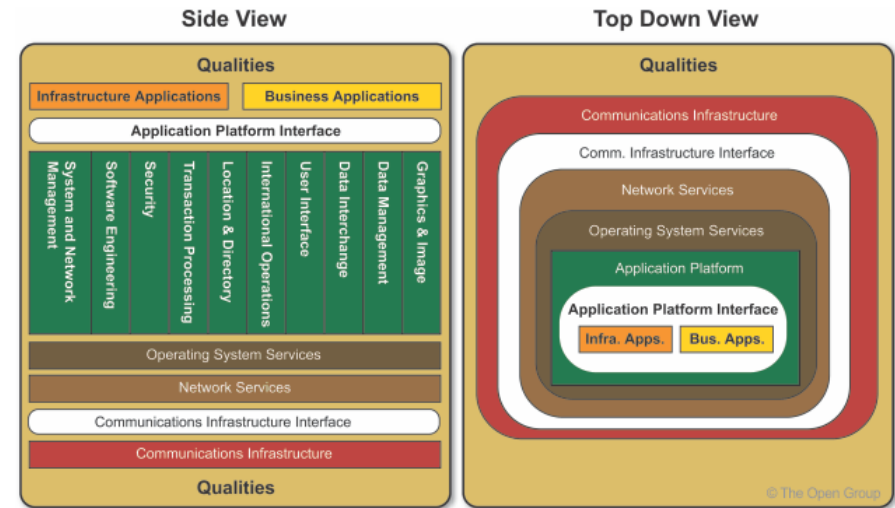 Side View
Qualities
Infrastructure Applications
Business Applications
Application Platform Interface
System and Network
Management
Software Engineering
Security
Transaction Processing
Location & Directory
International Operations
User Interface
Data Interchange
Data Management
Graphics & Image
Operating System Services
Network Services
Communications Infrastructure Interface
Communications Infrastructure
Qualities
Top Down View
Qualities
Communications Infrastructure
Comm. Infrastructure Interface
Network Services
Operating System Services
Application Platform
Application Platform Interface
Infra. Apps.
Bus. Apps.
© The Open Group